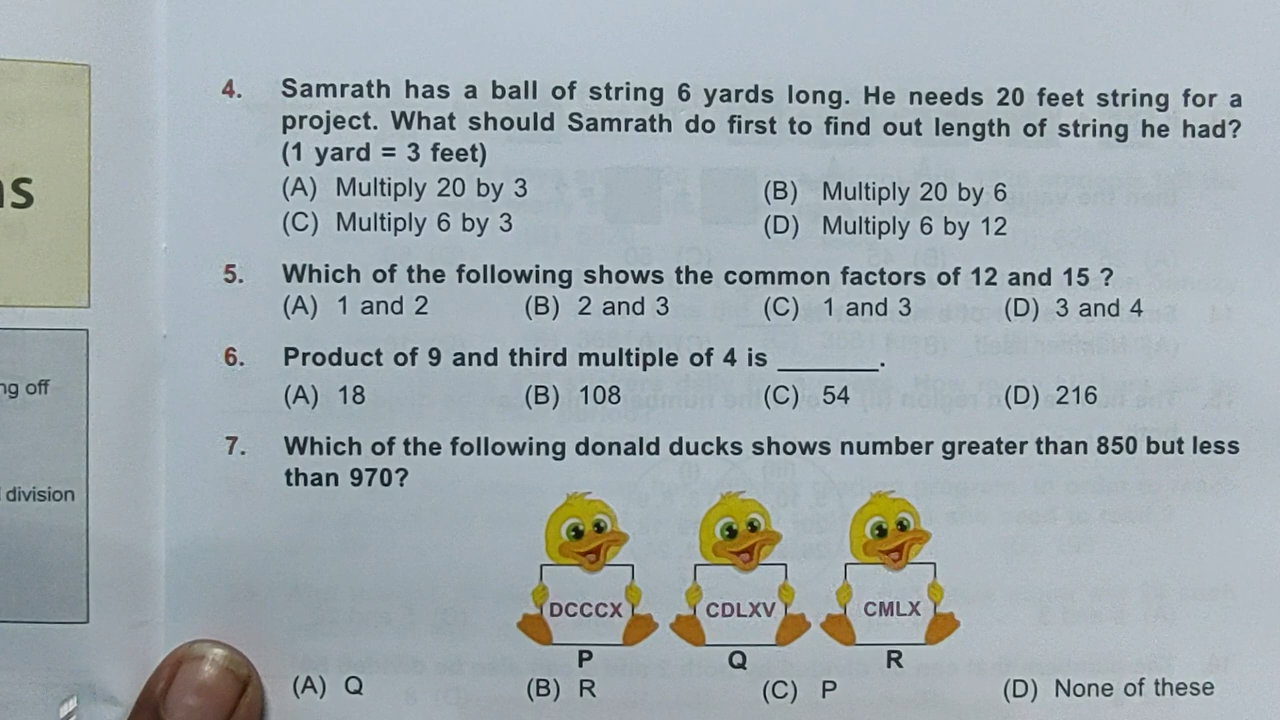 s
ng off
division
4. Samrath has a ball of string 6 yards long. He needs 20 feet string for a
project. What should Samrath do first to find out length of string he had?
(1 yard = 3 feet)
(A) Multiply 20 by 3 (B) Multiply 20 by 6
(C) Multiply 6 by 3 (D) Multiply 6 by 12
5. Which of the following shows the common factors of 12 and 15 ?
(A) 1 and 2 (B) 2 and 3 (C) 1 and 3 (D) 3 and 4
6. Product of 9 and third multiple of 4 is _______.
(A) 18 (B) 108 (C) 54 (D) 216
7. Which of the following donald ducks shows number greater than 850 but less
than 970?
DCCCX CDLXV CMLX
P Q R
(A) Q (B) R (C) P (D) None of these